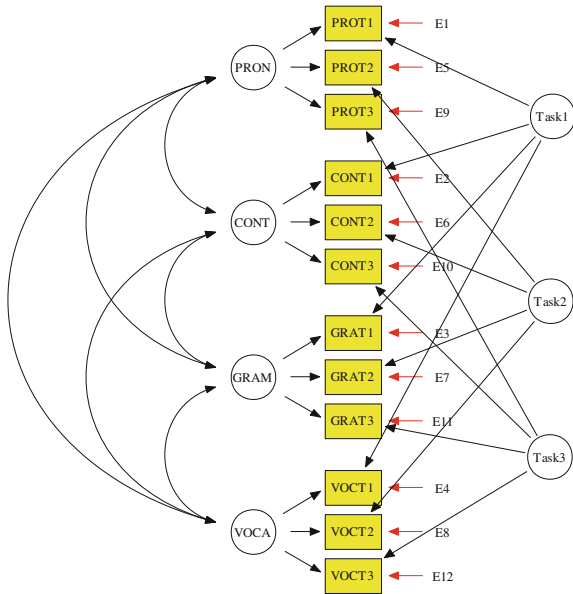 PROT1 E1
PRON PROT2 E5
PROT3 E9
Task1
CONT1 E2
CONT CONT2 E6
CONT3 E10
Task2
GRAT1 E3
GRAM GRAT2 E7
GRAT3 E11
Task3
VOCT1 E4
VOCA VOCT2 E8
VOCT3 E12